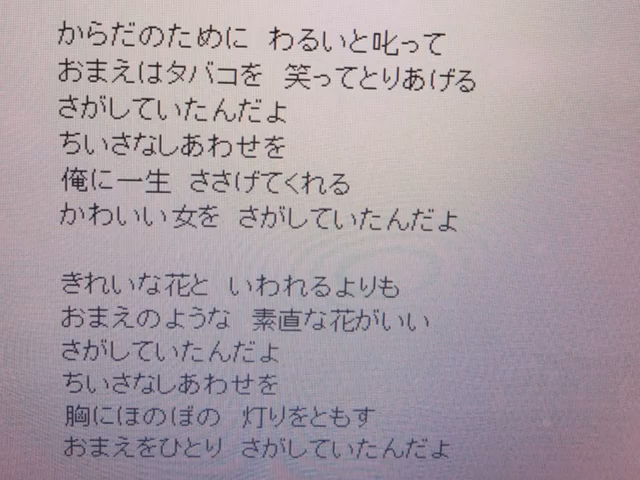 からだのために　わるいと叱って
おまえはタバコを　笑ってとりあげる
さがしていたんだよ
ちいさなしあわせを
俺に一生　ささげてくれる
かわいい女を　さがしていたんだよ
きれいな花と　いわれるよりも
おまえのような　素直な花がいい
さがしていたんだよ
ちいさなしあわせを
胸にほのぼの　灯りをともす
おまえをひとり　さがしていたんだよ